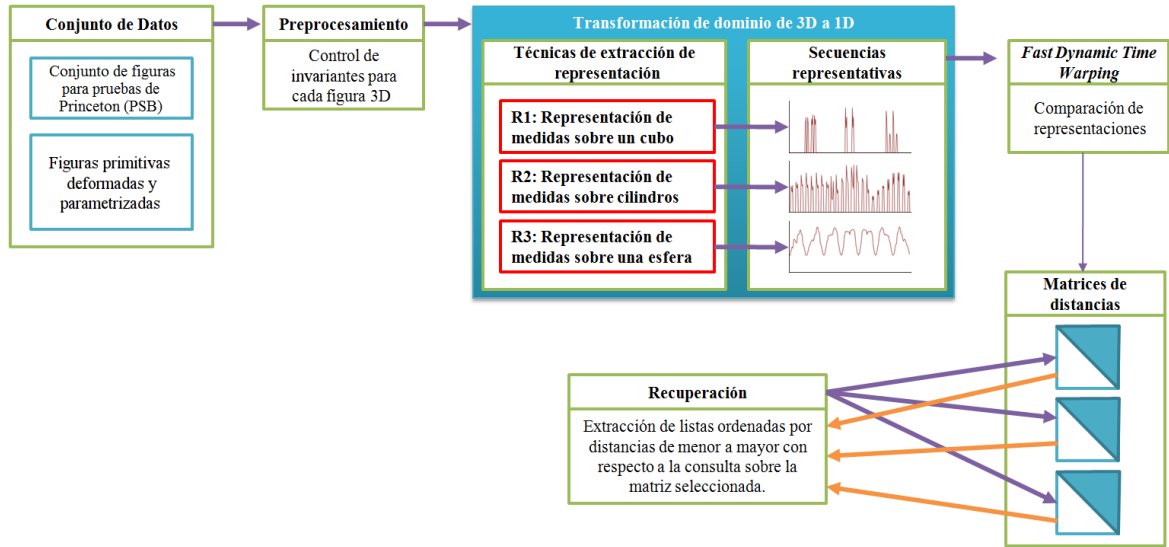 Conjunto de Datos
Conjunto de figuras
para pruebas de
Princeton (PSB)
Figuras primitivas
deformadas y
parametrizadas
Preprocesamiento
Control de
invariantes para
cada figura 3D
Transformación de dominio de 3D a 1D
Técnicas de extracción de
representación
R1: Representación de
medidas sobre un cubo
R2: Representación de
medidas sobre cilindros
R3: Representación de
medidas sobre una esfera
Secuencias
representativas
Fast Dynamic Time
Warping
Comparación de
representaciones
Matrices de
distancias
Recuperación
Extracción de listas ordenadas por
distancias de menor a mayor con
respecto a la consulta sobre la
matriz seleccionada.